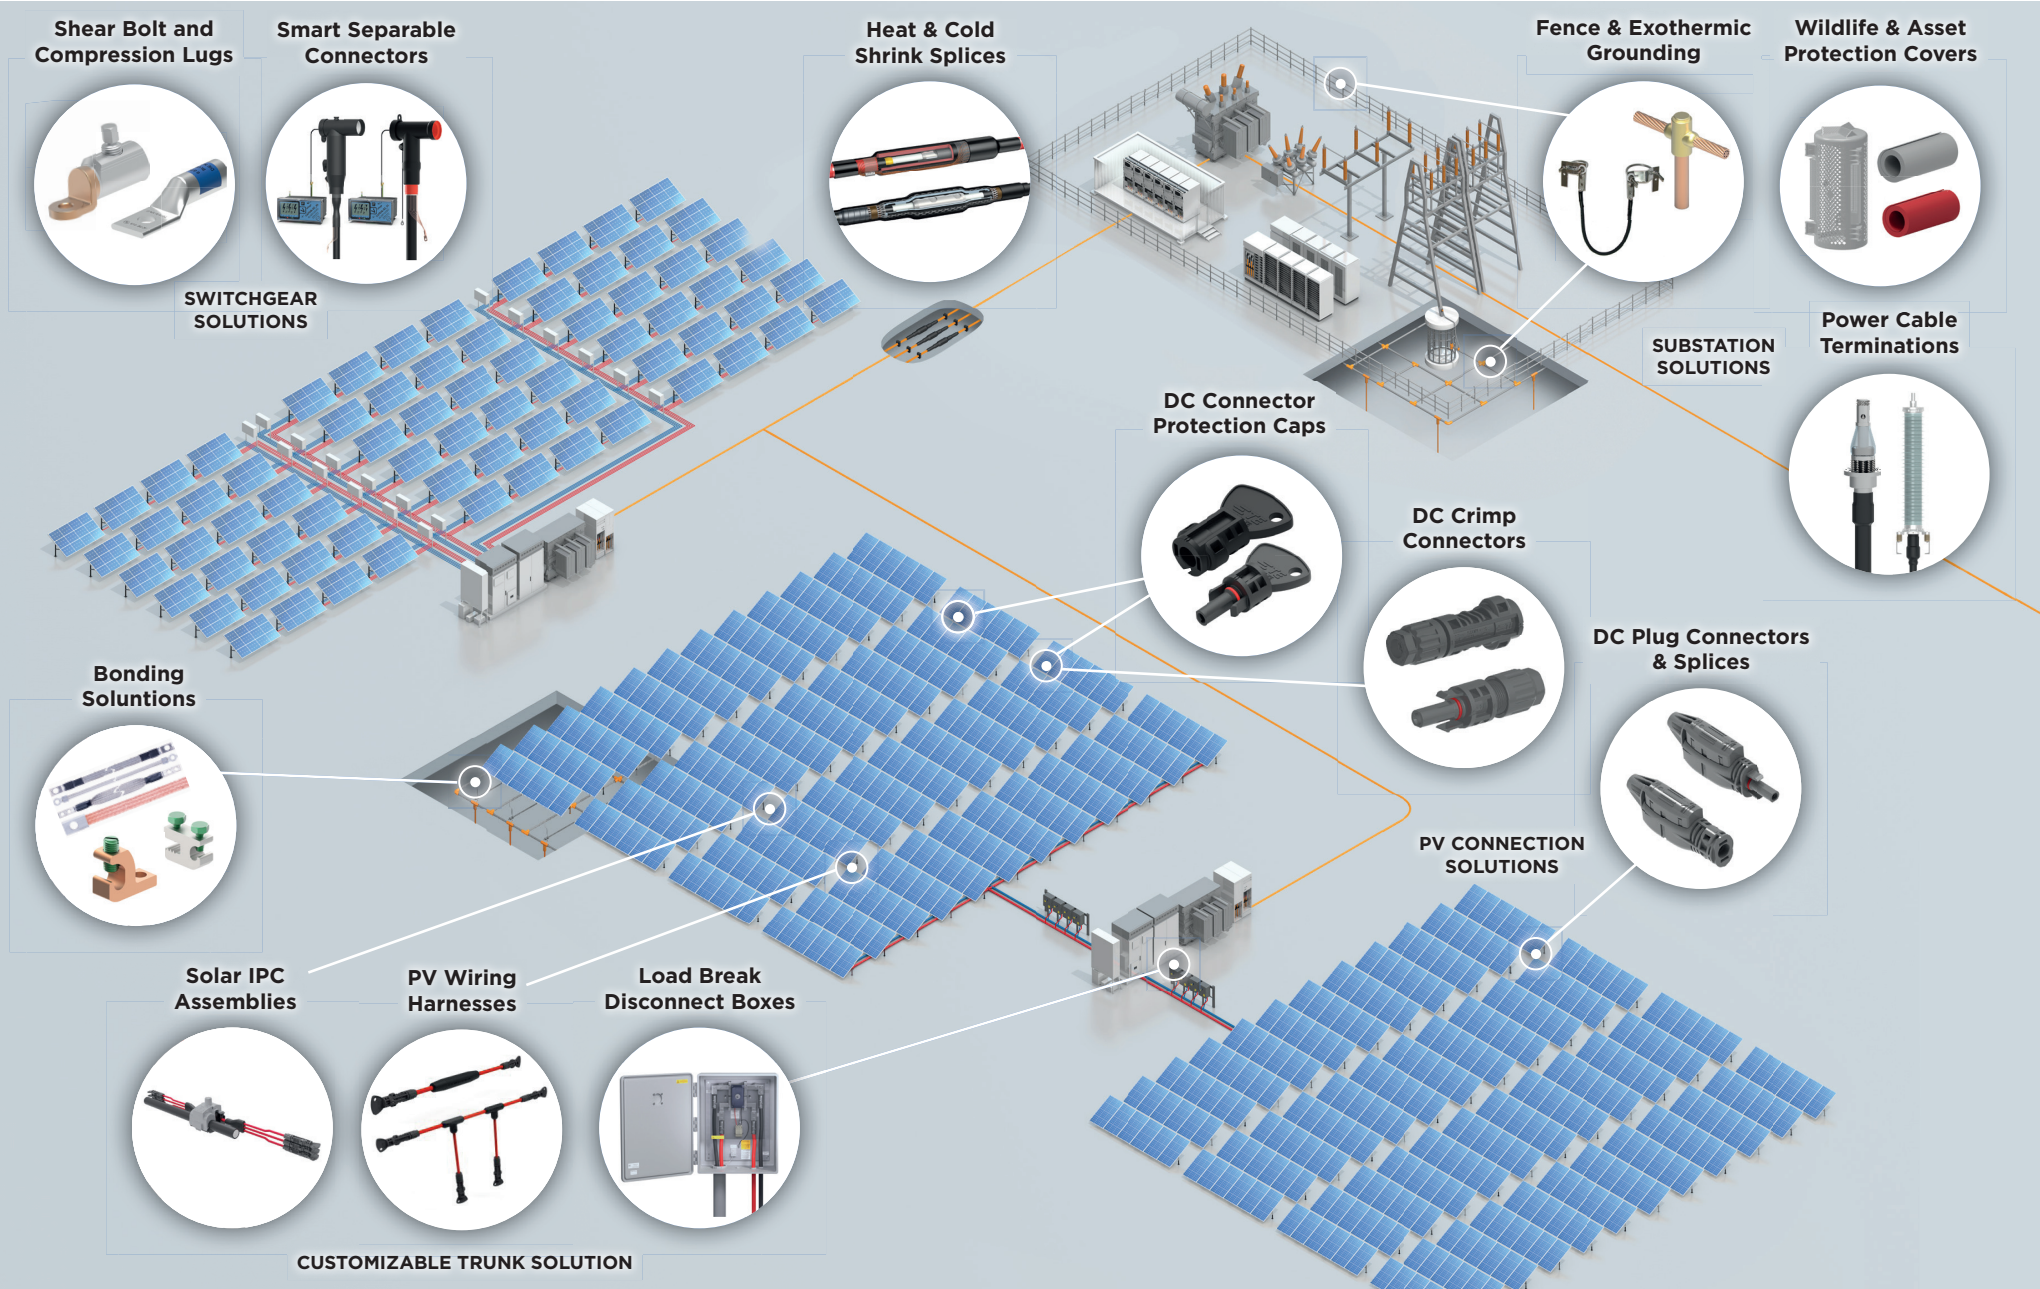 Shear Bolt and
Compression Lugs
Smart Separable
Connectors
SWITCHGEAR
SOLUTIONS
Heat & Cold
Shrink Splices
Fence & Exothermic
Grounding
Wildlife & Asset
Protection Covers
SUBSTATION
SOLUTIONS
Power Cable
Terminations
DC Connector
Protection Caps
DC Crimp
Connectors
DC Plug Connectors
& Splices
PV CONNECTION
SOLUTIONS
Bonding
Soluntions
Solar IPC
Assemblies
PV Wiring
Harnesses
Load Break
Disconnect Boxes
CUSTOMIZABLE TRUNK SOLUTION